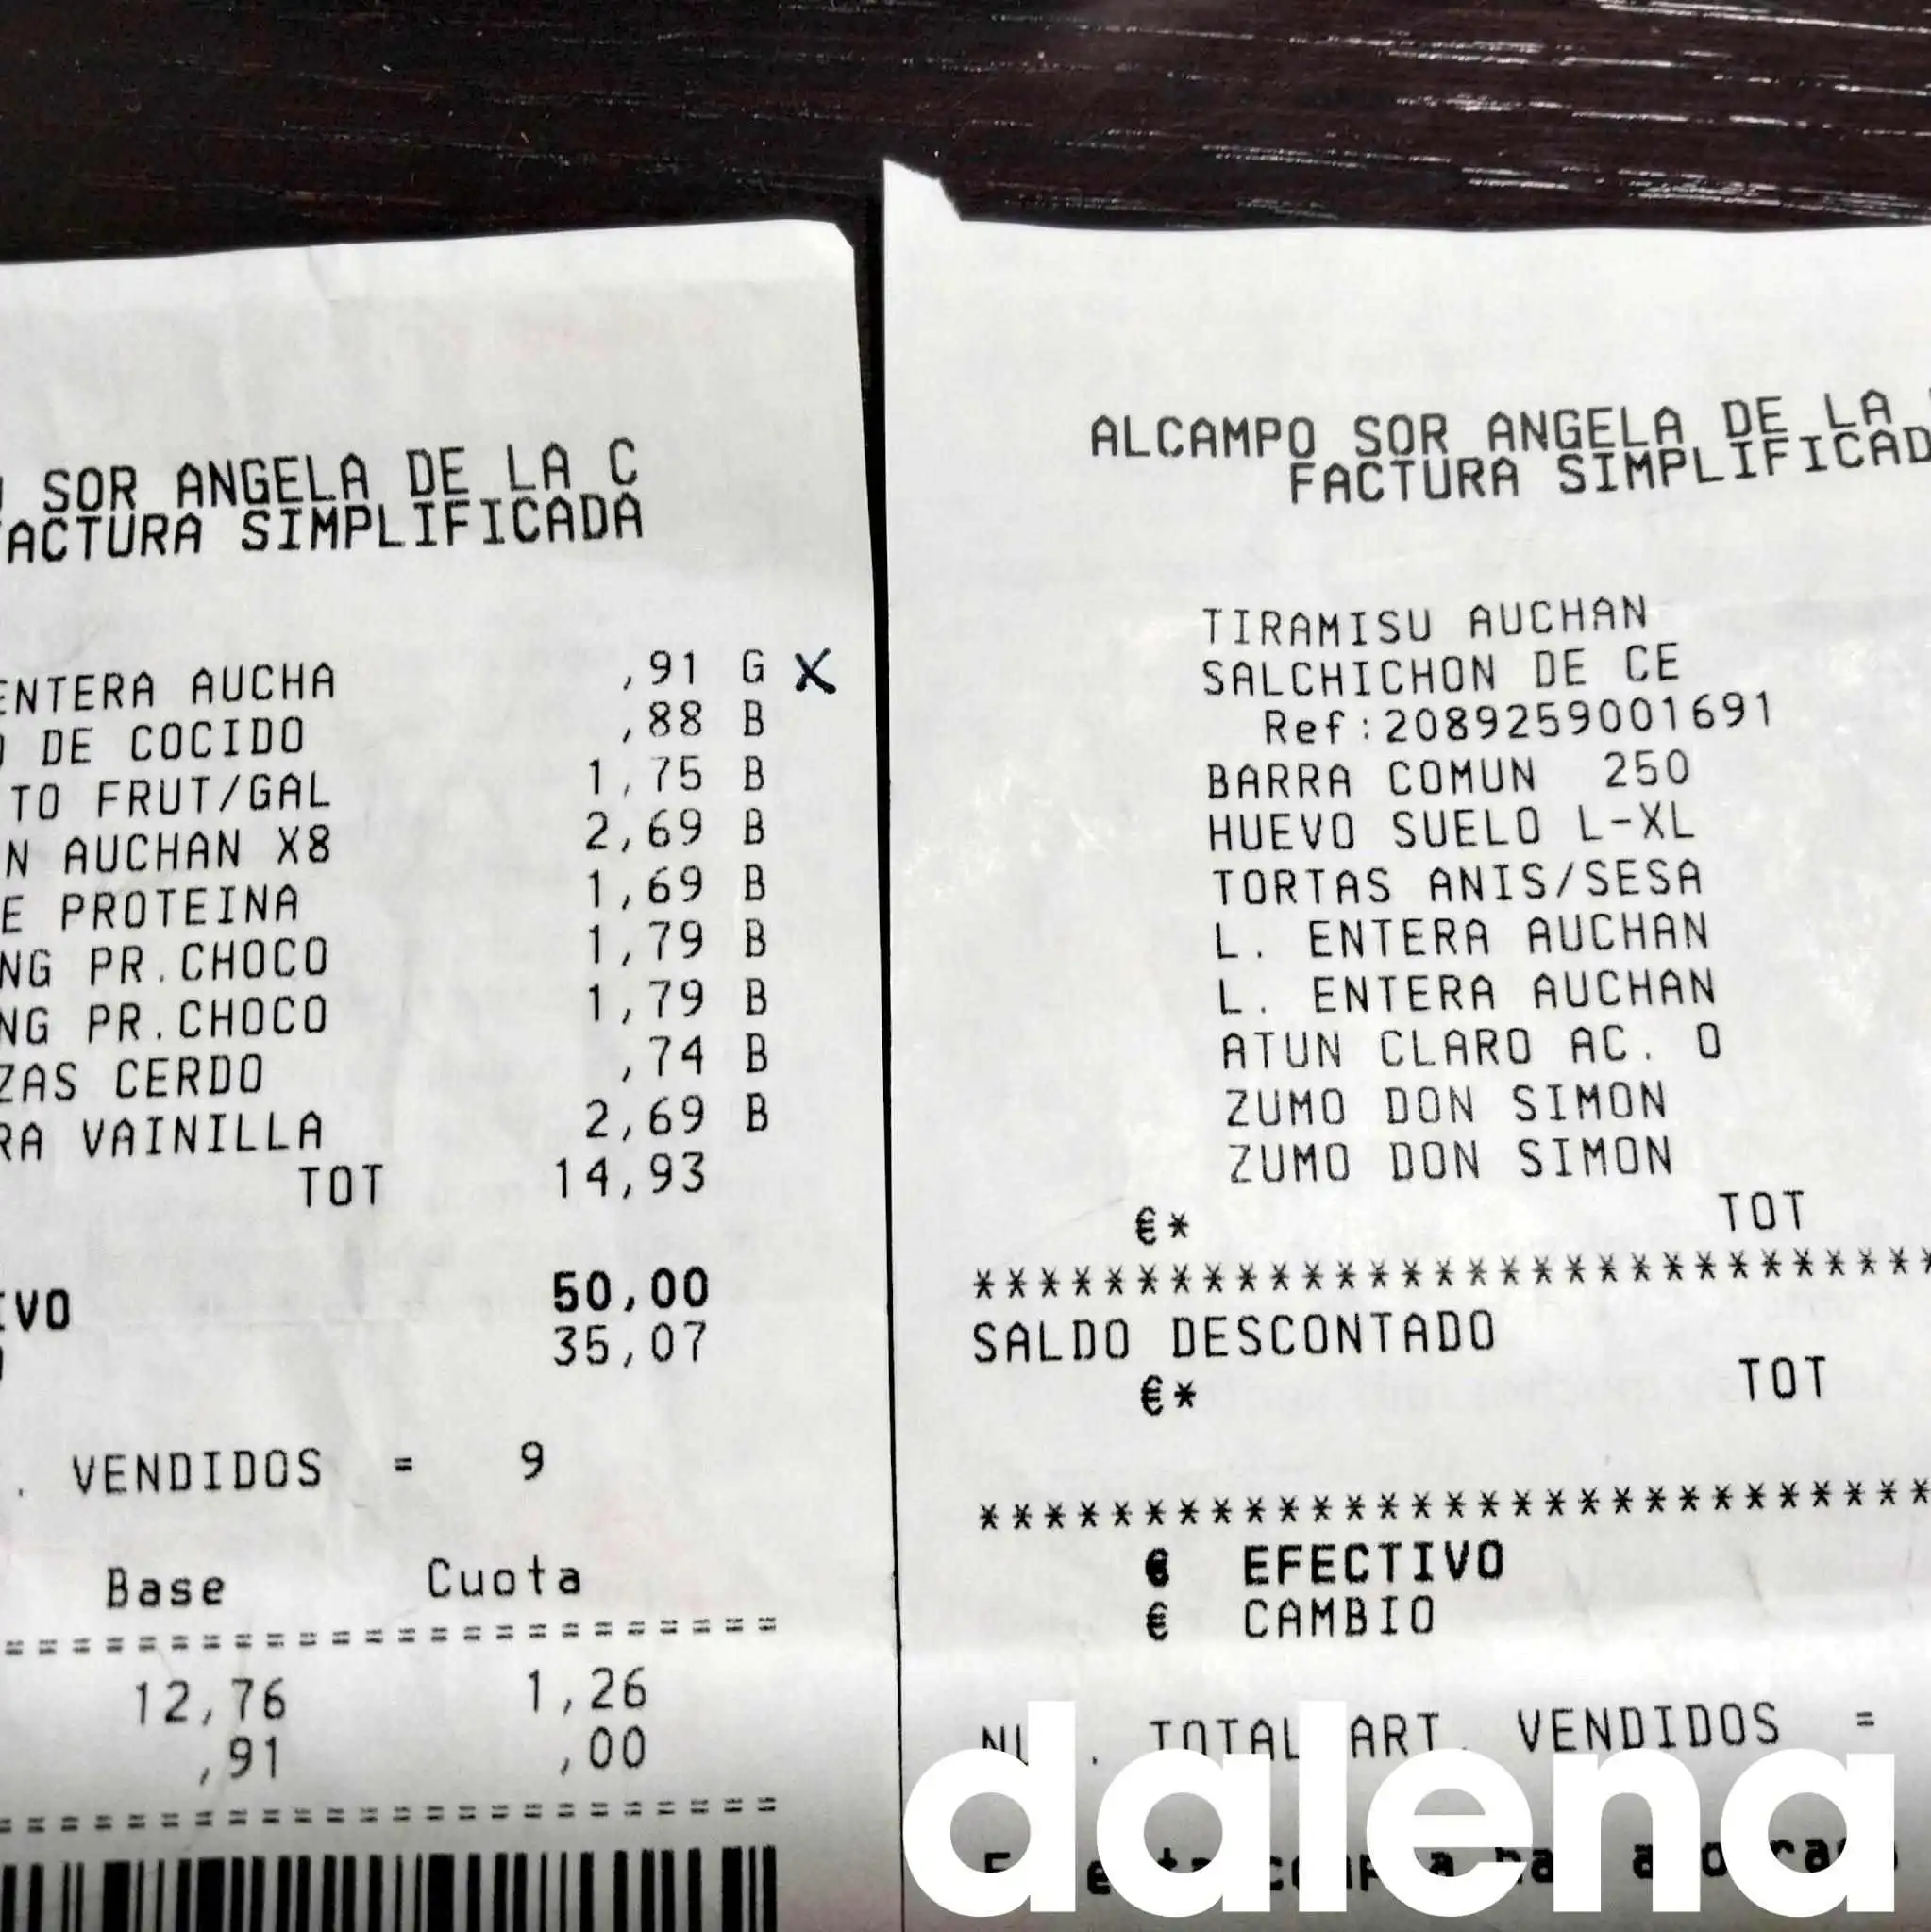 SOR ANGELA DE LA C
FACTURA SIMPLIFICADA
ENTERA AUCHA ,91 G X
DE COCIDO ,88 B
TO FRUT/GAL 1,75 B
N AUCHAN X8 2,69 B
E PROTEINA 1,69 B
NG PR.CHOCO 1,79 B
NG PR.CHOCO 1,79 B
ZAS CERDO ,74 B
RA VAINILLA 2,69 B
TOT 14,93
IVO 50,00
35,07
. VENDIDOS = 9
Base Cuota
12,76 1,26
,91 ,00
ALCAMPO SOR ANGELA DE LA
FACTURA SIMPLIFICAD
TIRAMISU AUCHAN
SALCHICHON DE CE
Ref:2089259001691
BARRA COMUN 250
HUEVO SUELO L-XL
TORTAS ANIS/SESA
L. ENTERA AUCHAN
L. ENTERA AUCHAN
ATUN CLARO AC. O
ZUMO DON SIMON
ZUMO DON SIMON
€* TOT
******************************
SALDO DESCONTADO
€* TOT
******************************
€ EFECTIVO
€ CAMBIO
TOTAL ART. VENDIDOS =
dalena